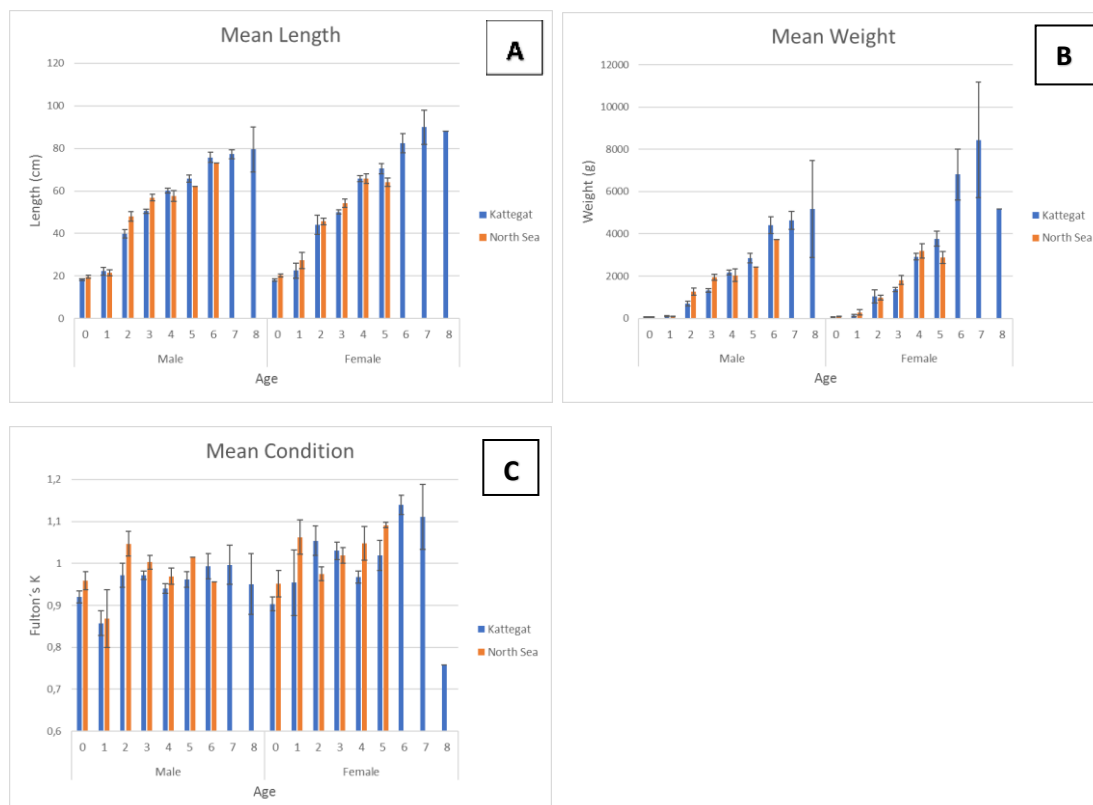 Mean Length
A
120
100
80
60
40
20
0
Length (cm)
0 1 2 3 4 5 6 7 8 0 1 2 3 4 5 6 7 8
Male Female
Age
Kattegat
North Sea
Mean Weight
B
12000
10000
8000
6000
4000
2000
0
Weight (g)
0 1 2 3 4 5 6 7 8 0 1 2 3 4 5 6 7 8
Male Female
Age
Kattegat
North Sea
Mean Condition
C
1,2
1,1
1
0,9
0,8
0,7
0,6
Fulton´s K
0 1 2 3 4 5 6 7 8 0 1 2 3 4 5 6 7 8
Male Female
Age
Kattegat
North Sea